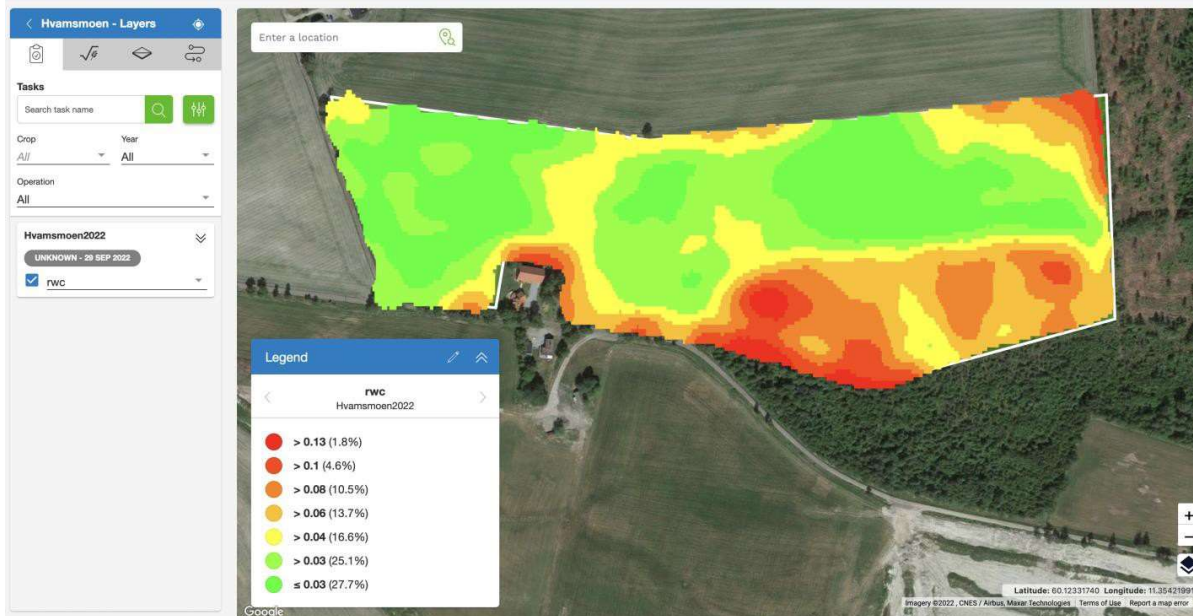 Hvamsmoen - Layers
Tasks
Search task name
Crop
Year
All
All
Operation
All
Hvamsmoen2022
UNKNOWN - 29 SEP 2022
rwc
Enter a location
Legend
rwc
Hvamsmoen2022
> 0.13 (1.8%)
> 0.1 (4.6%)
> 0.08 (10.5%)
> 0.06 (13.7%)
> 0.04 (16.6%)
> 0.03 (25.1%)
≤ 0.03 (27.7%)
Google
+
−
Latitude: 60.12331740 Longitude: 11.3542199
Imagery ©2022 , CNES / Airbus, Maxar Technologies
Terms of Use
Report a map error